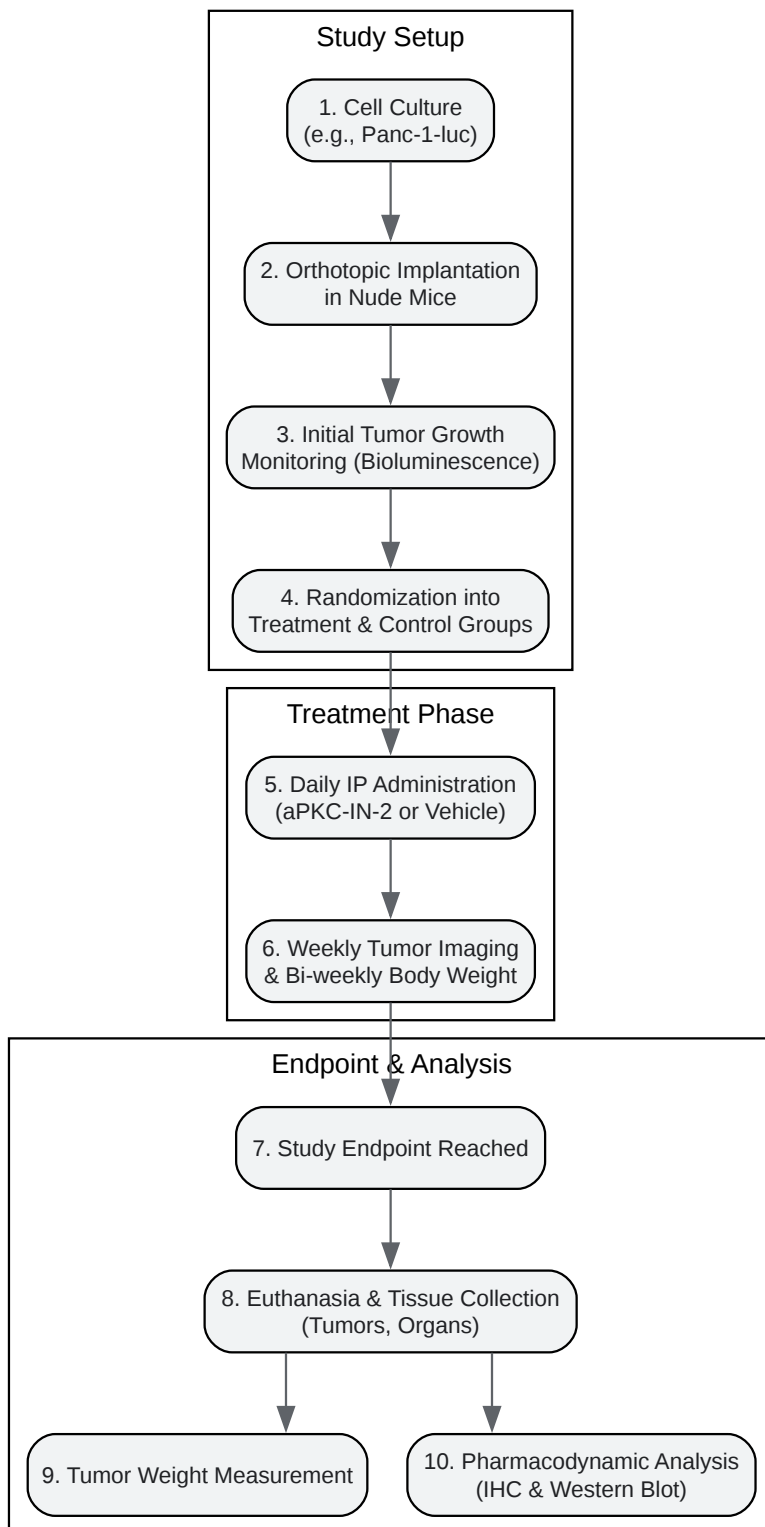 Study Setup
1. Cell Culture
(e.g., Panc-1-luc)
2. Orthotopic Implantation
in Nude Mice
3. Initial Tumor Growth
Monitoring (Bioluminescence)
4. Randomization into
Treatment & Control Groups
Treatment Phase
5. Daily IP Administration
(aPKC-IN-2 or Vehicle)
6. Weekly Tumor Imaging
& Bi-weekly Body Weight
Endpoint & Analysis
7. Study Endpoint Reached
8. Euthanasia & Tissue Collection
(Tumors, Organs)
9. Tumor Weight Measurement
10. Pharmacodynamic Analysis
(IHC & Western Blot)